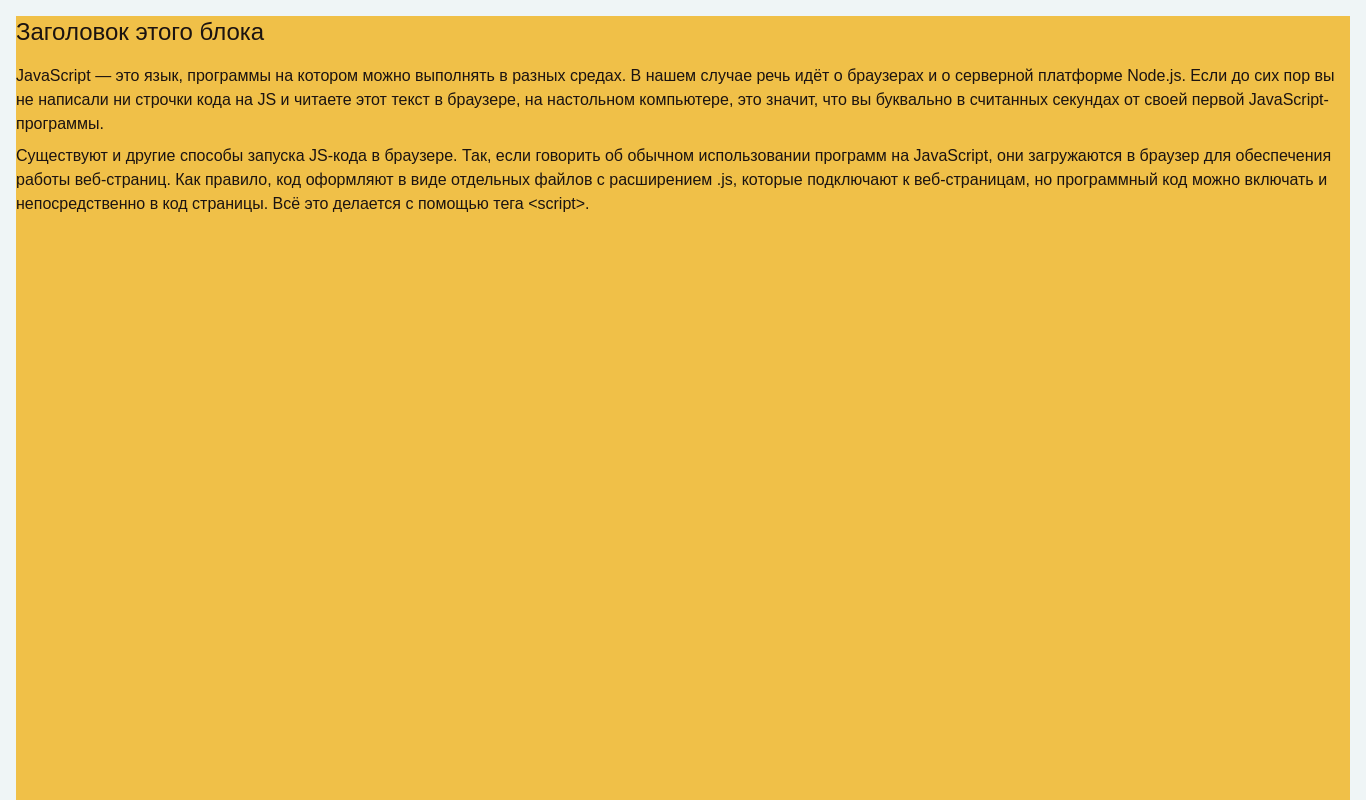 Заголовок этого блока
JavaScript — это язык, программы на котором можно выполнять в разных средах. В нашем случае речь идёт о браузерах и о серверной платформе Node.js. Если до сих пор вы
не написали ни строчки кода на JS и читаете этот текст в браузере, на настольном компьютере, это значит, что вы буквально в считанных секундах от своей первой JavaScript-
программы.
Существуют и другие способы запуска JS-кода в браузере. Так, если говорить об обычном использовании программ на JavaScript, они загружаются в браузер для обеспечения
работы веб-страниц. Как правило, код оформляют в виде отдельных файлов с расширением .js, которые подключают к веб-страницам, но программный код можно включать и
непосредственно в код страницы. Всё это делается с помощью тега &lt;script&gt;.